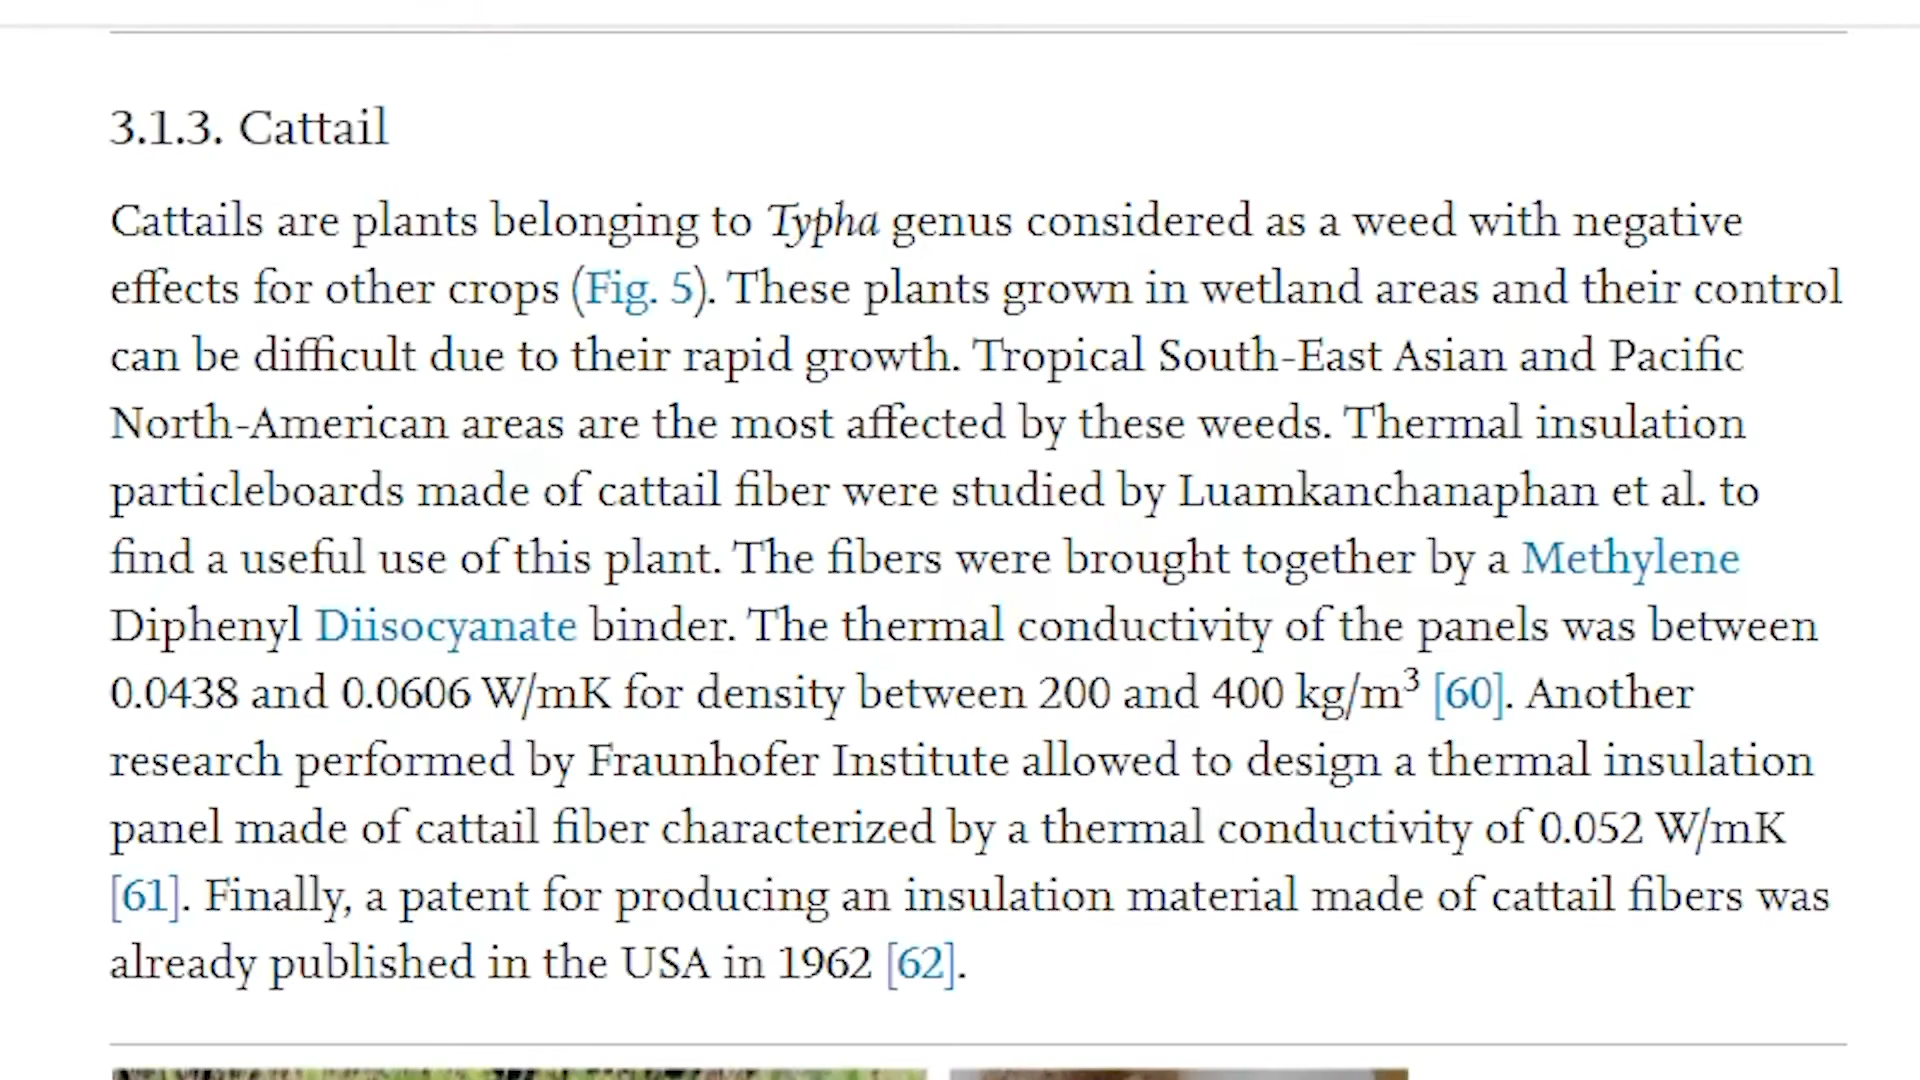 3.1.3. Cattail
Cattails are plants belonging to Typha genus considered as a weed with negative
effects for other crops (Fig. 5). These plants grown in wetland areas and their control
can be difficult due to their rapid growth. Tropical South-East Asian and Pacific
North-American areas are the most affected by these weeds. Thermal insulation
particleboards made of cattail fiber were studied by Luamkanchanaphan et al. to
find a useful use of this plant. The fibers were brought together by a Methylene
Diphenyl Diisocyanate binder. The thermal conductivity of the panels was between
0.0438 and 0.0606 W/mK for density between 200 and 400 kg/m³ [60]. Another
research performed by Fraunhofer Institute allowed to design a thermal insulation
panel made of cattail fiber characterized by a thermal conductivity of 0.052 W/mK
[61]. Finally, a patent for producing an insulation material made of cattail fibers was
already published in the USA in 1962 [62].